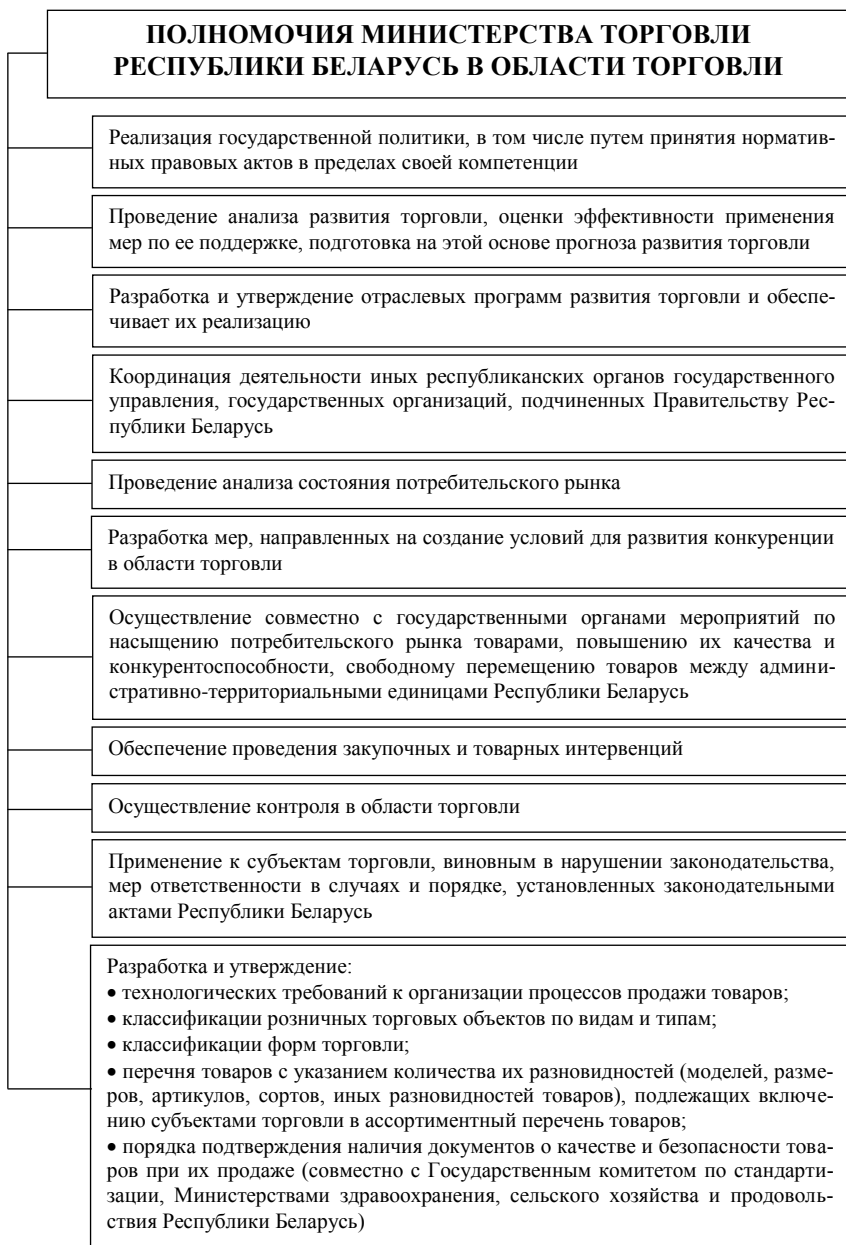 ПОЛНОМОЧИЯ МИНИСТЕРСТВА ТОРГОВЛИ
РЕСПУБЛИКИ БЕЛАРУСЬ В ОБЛАСТИ ТОРГОВЛИ
Реализация государственной политики, в том числе путем принятия норматив-
ных правовых актов в пределах своей компетенции
Проведение анализа развития торговли, оценки эффективности применения
мер по ее поддержке, подготовка на этой основе прогноза развития торговли
Разработка и утверждение отраслевых программ развития торговли и обеспе-
чивает их реализацию
Координация деятельности иных республиканских органов государственного
управления, государственных организаций, подчиненных Правительству Рес-
публики Беларусь
Проведение анализа состояния потребительского рынка
Разработка мер, направленных на создание условий для развития конкуренции
в области торговли
Осуществление совместно с государственными органами мероприятий по
насыщению потребительского рынка товарами, повышению их качества и
конкурентоспособности, свободному перемещению товаров между админи-
стративно-территориальными единицами Республики Беларусь
Обеспечение проведения закупочных и товарных интервенций
Осуществление контроля в области торговли
Применение к субъектам торговли, виновным в нарушении законодательства,
мер ответственности в случаях и порядке, установленных законодательными
актами Республики Беларусь
Разработка и утверждение:
• технологических требований к организации процессов продажи товаров;
• классификации розничных торговых объектов по видам и типам;
• классификации форм торговли;
• перечня товаров с указанием количества их разновидностей (моделей, разме-
ров, артикулов, сортов, иных разновидностей товаров), подлежащих включе-
нию субъектами торговли в ассортиментный перечень товаров;
• порядка подтверждения наличия документов о качестве и безопасности това-
ров при их продаже (совместно с Государственным комитетом по стандарти-
зации, Министерствами здравоохранения, сельского хозяйства и продоволь-
ствия Республики Беларусь)